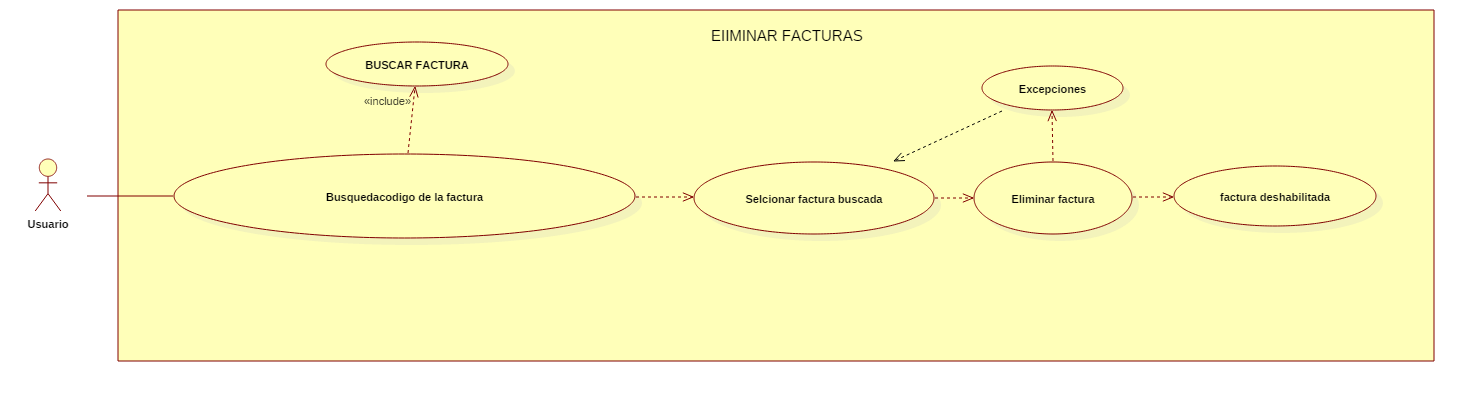 EIIMINAR FACTURAS
BUSCAR FACTURA
Excepciones
«include»
Busquedacodigo de la factura
Selcionar factura buscada
Eliminar factura
factura deshabilitada
Usuario